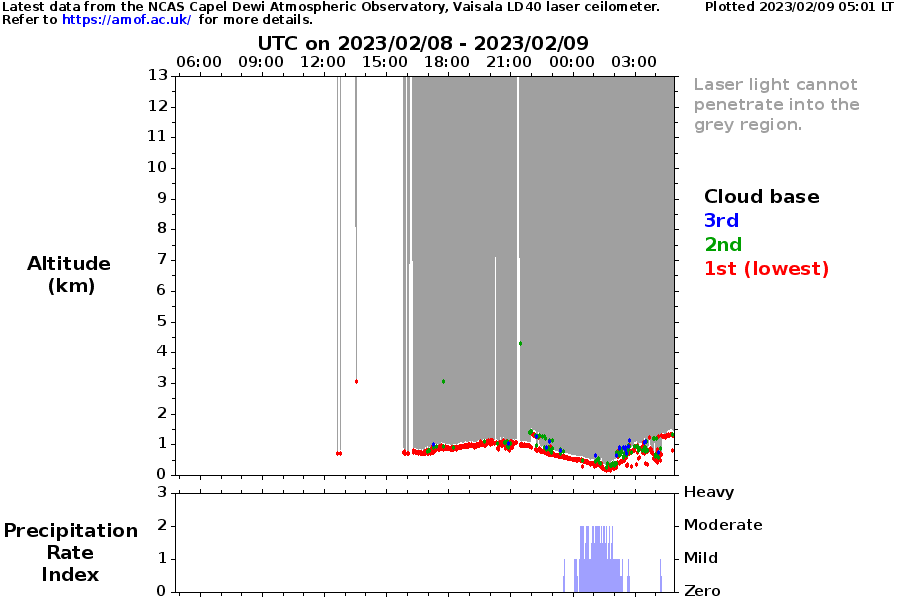 Latest data from the NCAS Capel Dewi Atmospheric Observatory, Vaisala LD40 laser ceilometer.
Plotted 2023/02/09 05:01 LT
Refer to https://amof.ac.uk/ for more details.
UTC on 2023/02/08 - 2023/02/09
06:00 09:00 12:00 15:00 18:00 21:00 00:00 03:00
13
12
11
10
9
8
7
6
5
4
3
2
1
0
Altitude
(km)
Laser light cannot
penetrate into the
grey region.
Cloud base
3rd
2nd
1st (lowest)
3
2
1
0
Precipitation
Rate
Index
Heavy
Moderate
Mild
Zero